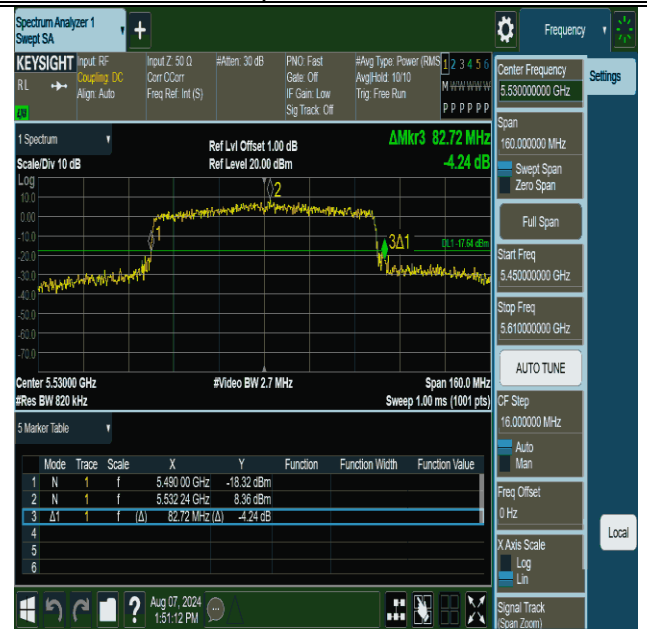 Spectrum Analyzer 1
Swept SA
+
Frequency
KEYSIGHT Input: RF Input Z: 50 Ω #Atten: 30 dB PNO: Fast #Avg Type: Power (RMS 1 2 3 4 5 6
RL Coupling: DC Corr CCorr Gate: Off Avg|Hold: 10/10 M W W W W W
Align: Auto Freq Ref: Int (S) IF Gain: Low Trig: Free Run
Sig Track: Off P P P P P P
1 Spectrum
Ref Lvl Offset 1.00 dB
ΔMkr3 82.72 MHz
Scale/Div 10 dB Ref Level 20.00 dBm -4.24 dB
Log
10.0
0.00
-10.0
-20.0
-30.0
-40.0
-50.0
-60.0
-70.0
2
1
3Δ1
DL1 -17.64 dBm
Center 5.53000 GHz #Video BW 2.7 MHz Span 160.0 MHz
#Res BW 820 kHz Sweep 1.00 ms (1001 pts)
5 Marker Table
Mode Trace Scale X Y Function Function Width Function Value
1 N 1 f 5.490 00 GHz -18.32 dBm
2 N 1 f 5.532 24 GHz 8.36 dBm
3 Δ1 1 f (Δ) 82.72 MHz (Δ) -4.24 dB
4
5
6
?
Aug 07, 2024
1:51:12 PM
Center Frequency
5.530000000 GHz
Settings
Span
160.000000 MHz
Swept Span
Zero Span
Full Span
Start Freq
5.450000000 GHz
Stop Freq
5.610000000 GHz
AUTO TUNE
CF Step
16.000000 MHz
Auto
Man
Freq Offset
0 Hz
X Axis Scale
Log
Lin
Local
Signal Track
(Span Zoom)